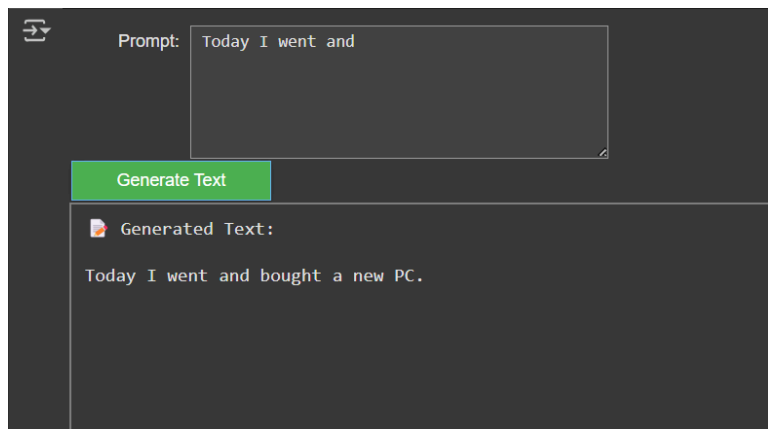 Prompt: Today I went and
Generate Text
📝 Generated Text:
Today I went and bought a new PC.